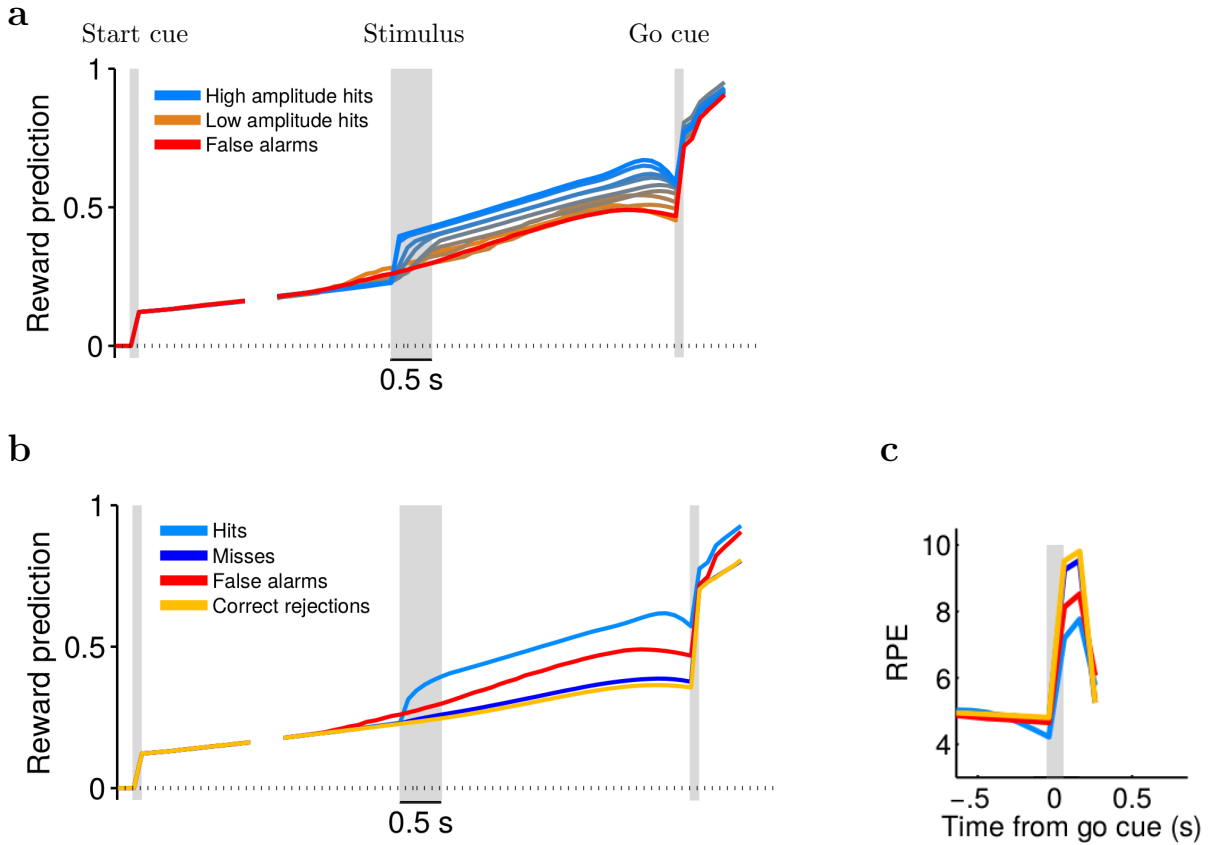 a
Start cue
Stimulus
Go cue
Reward prediction
1
0.5
0
High amplitude hits
Low amplitude hits
False alarms
0.5 s
b
Reward prediction
1
0.5
0
Hits
Misses
False alarms
Correct rejections
0.5 s
c
RPE
10
8
6
4
−.5
0
0.5
Time from go cue (s)